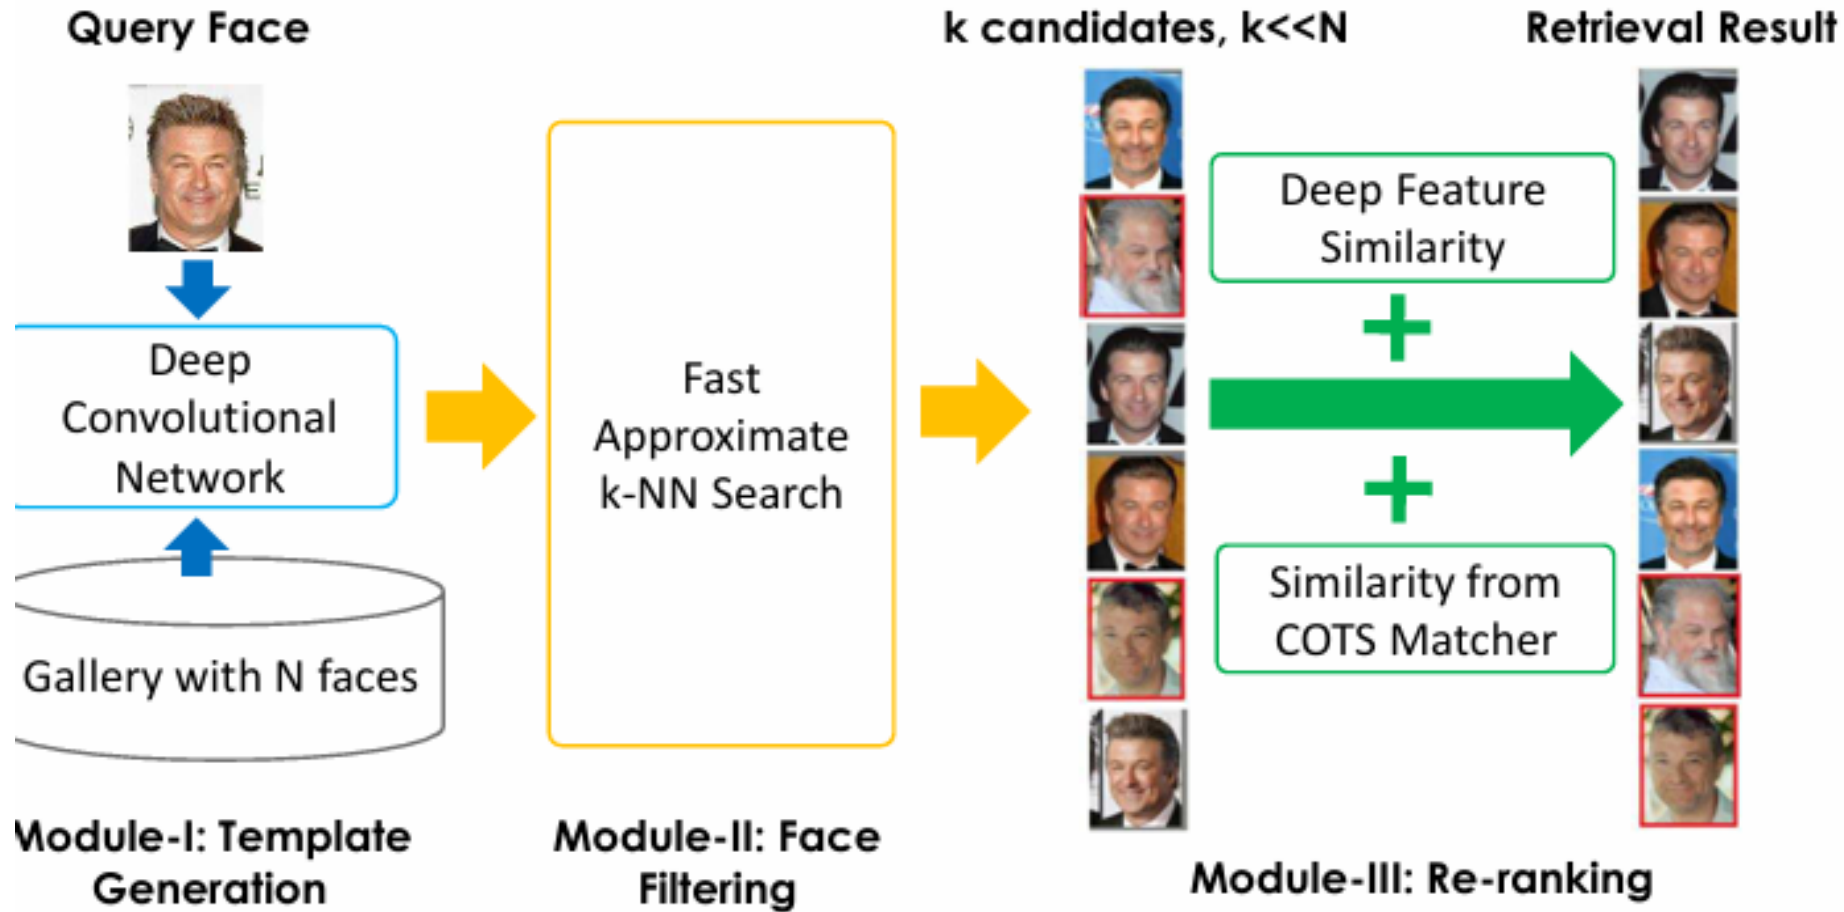 Query Face
k candidates, k<<N
Retrieval Result
Deep
Convolutional
Network
Gallery with N faces
Fast
Approximate
k-NN Search
Deep Feature
Similarity
+
+
Similarity from
COTS Matcher
Module-I: Template
Generation
Module-II: Face
Filtering
Module-III: Re-ranking